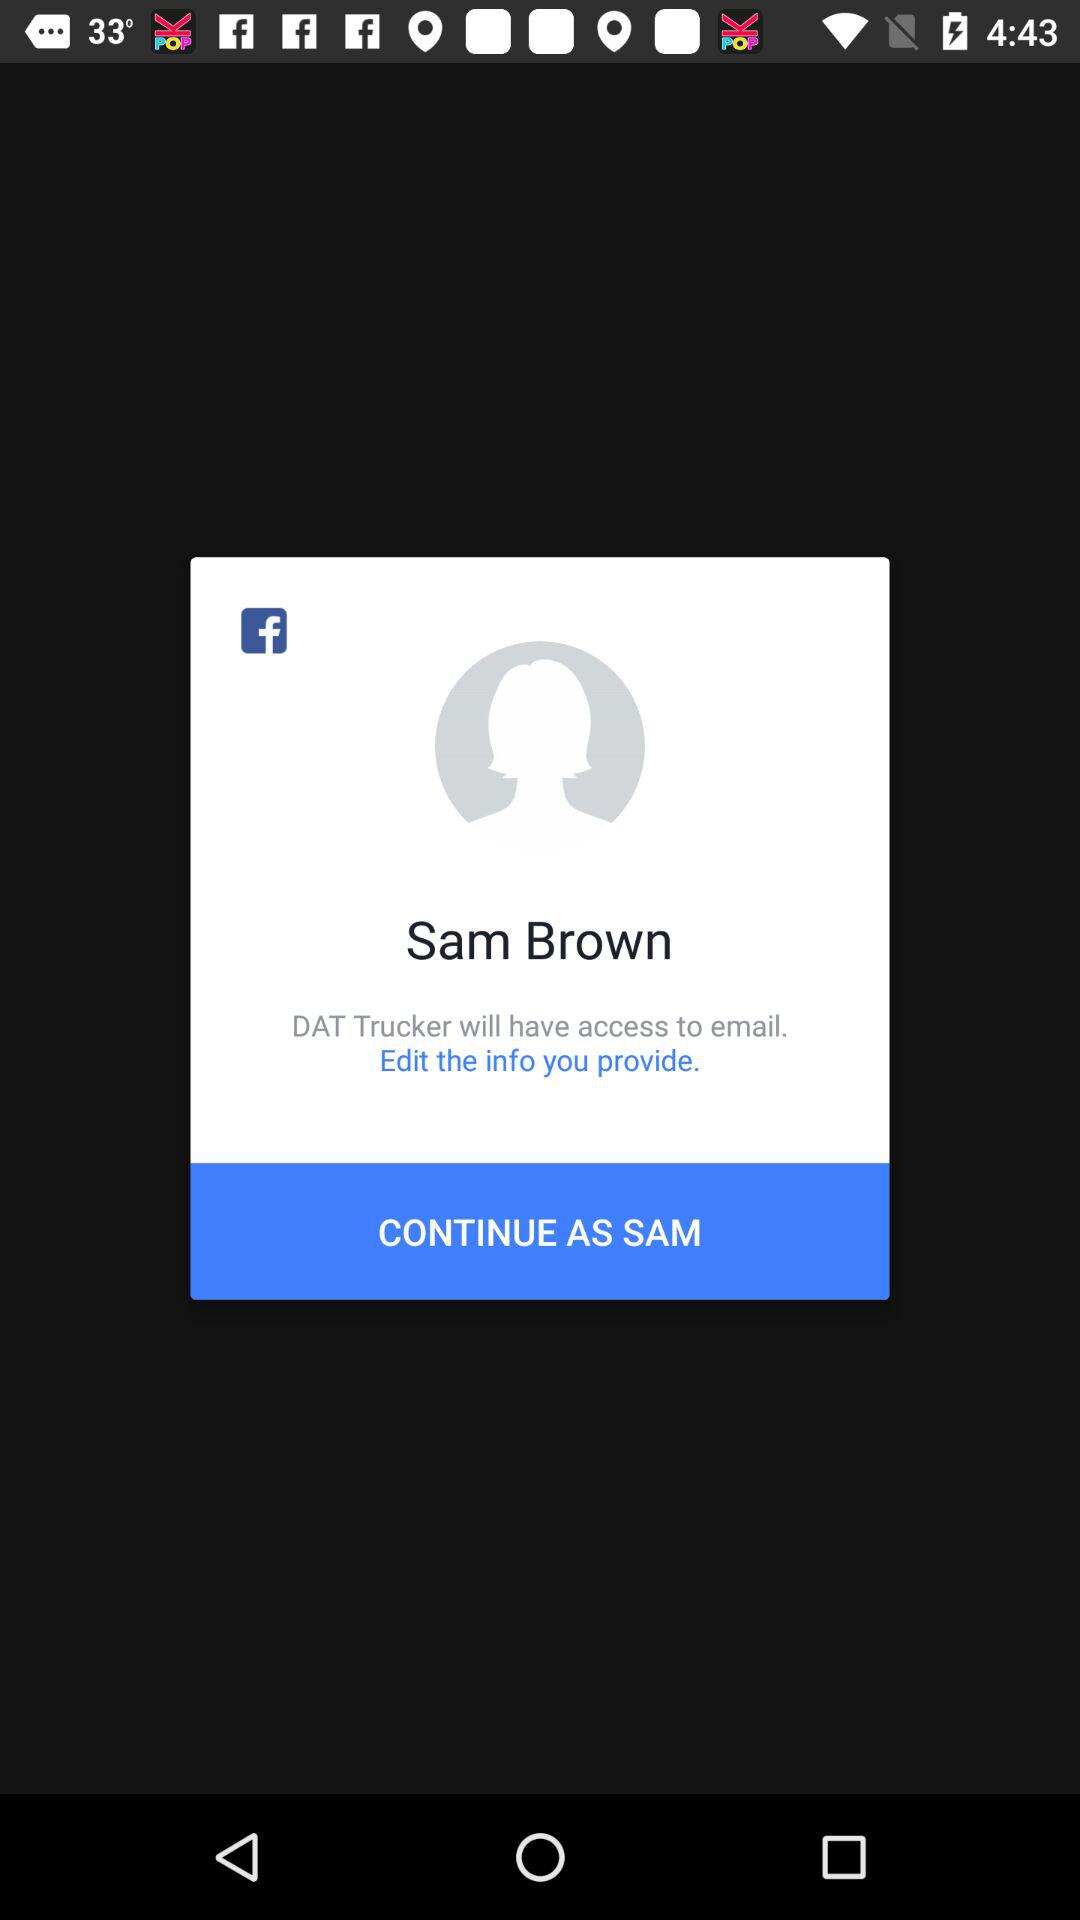 33° K POP K POP 4:43
Sam Brown
DAT Trucker will have access to email.
Edit the info you provide.
CONTINUE AS SAM